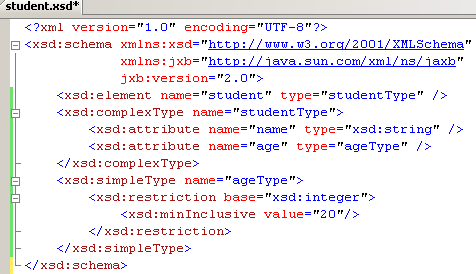 student.xsd*
<?xml version="1.0" encoding="UTF-8"?>
<xsd:schema xmlns:xsd="http://www.w3.org/2001/XMLSchema"
xmlns:jxb="http://java.sun.com/xml/ns/jaxb"
jxb:version="2.0">
<xsd:element name="student" type="studentType" />
<xsd:complexType name="studentType">
<xsd:attribute name="name" type="xsd:string" />
<xsd:attribute name="age" type="ageType" />
</xsd:complexType>
<xsd:simpleType name="ageType">
<xsd:restriction base="xsd:integer">
<xsd:minInclusive value="20"/>
</xsd:restriction>
</xsd:simpleType>
</xsd:schema>